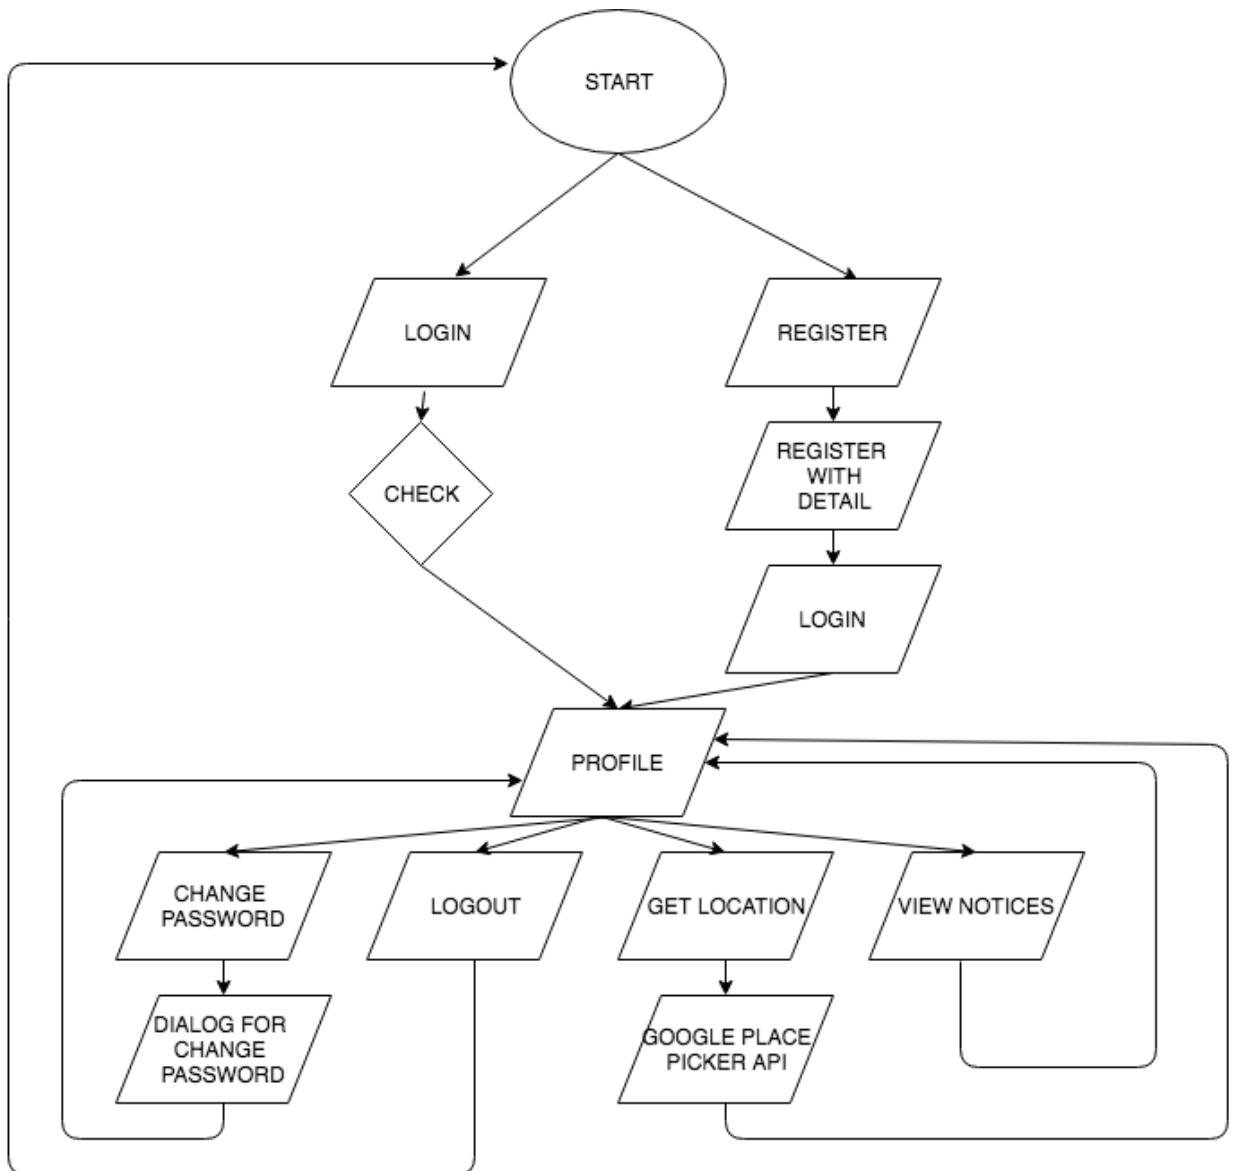 START
LOGIN
REGISTER
CHECK
REGISTER
WITH
DETAIL
LOGIN
PROFILE
CHANGE
PASSWORD
LOGOUT
GET LOCATION
VIEW NOTICES
DIALOG FOR
CHANGE
PASSWORD
GOOGLE PLACE
PICKER API